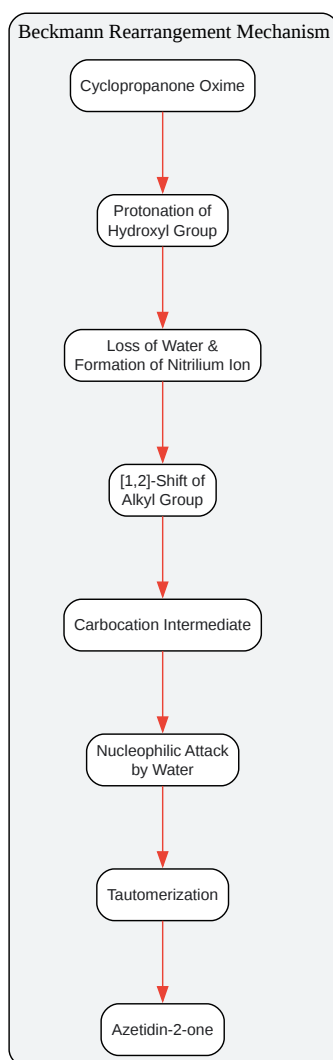 Beckmann Rearrangement Mechanism
Cyclopropanone Oxime
Protonation of
Hydroxyl Group
Loss of Water &
Formation of Nitrilium Ion
[1,2]-Shift of
Alkyl Group
Carbocation Intermediate
Nucleophilic Attack
by Water
Tautomerization
Azetidin-2-one